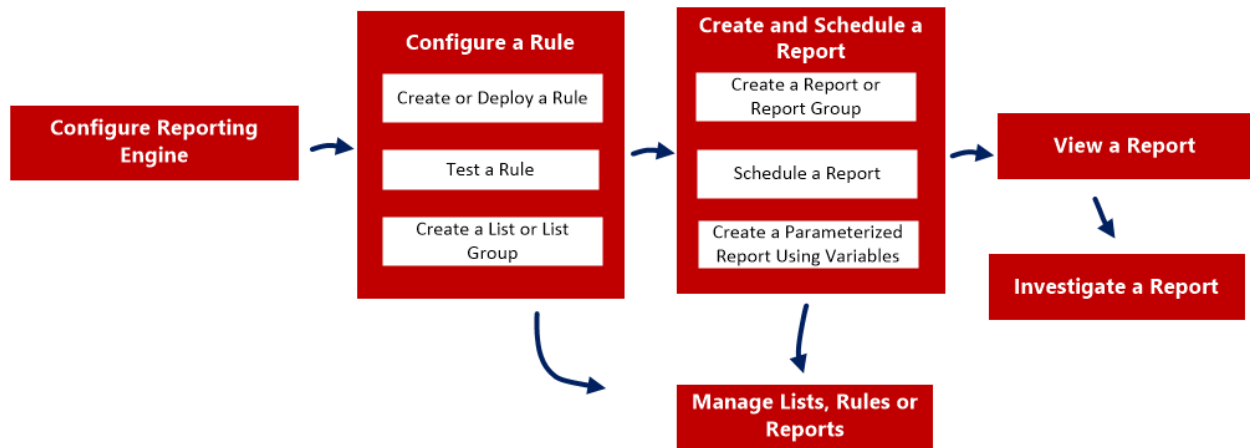 Configure Reporting
Engine
Configure a Rule
Create or Deploy a Rule
Test a Rule
Create a List or List
Group
Create and Schedule a
Report
Create a Report or
Report Group
Schedule a Report
Create a Parameterized
Report Using Variables
View a Report
Investigate a Report
Manage Lists, Rules or
Reports